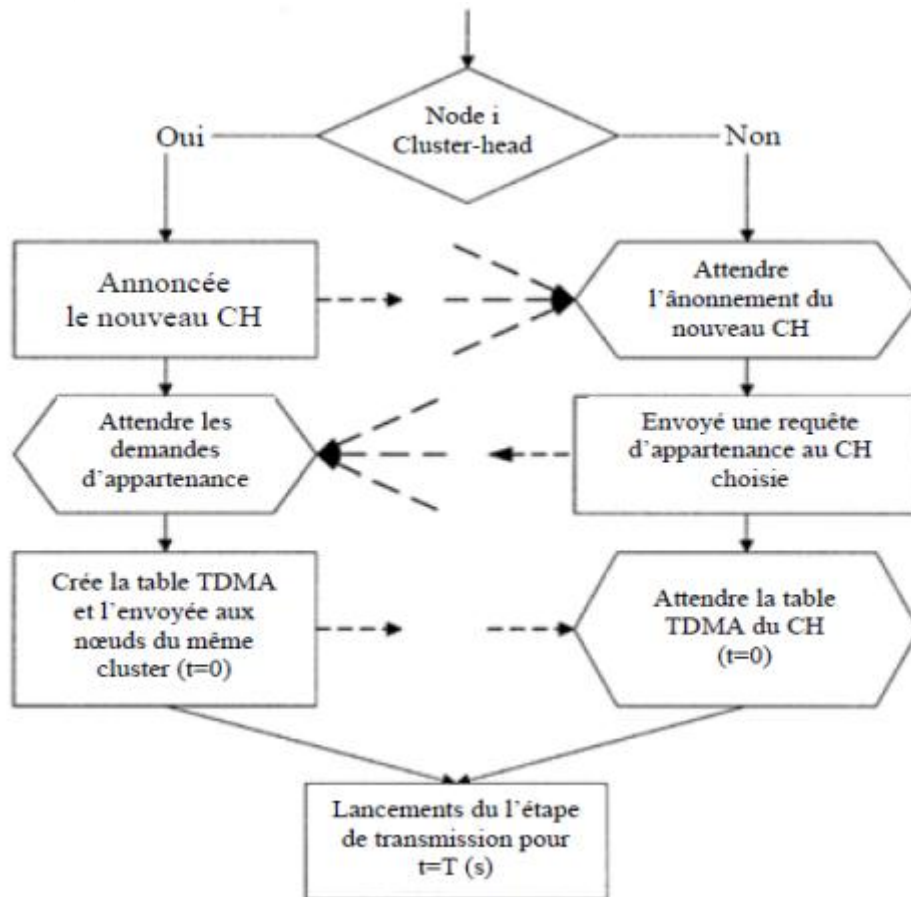 Node i
Cluster-head
Oui
Non
Annoncée
le nouveau CH
Attendre
l'ânonnement du
nouveau CH
Attendre les
demandes
d'appartenance
Envoyé une requête
d'appartenance au CH
choisie
Crée la table TDMA
et l'envoyée aux
nœuds du même
cluster (t=0)
Attendre la table
TDMA du CH
(t=0)
Lancements du l'étape
de transmission pour
t=T (s)